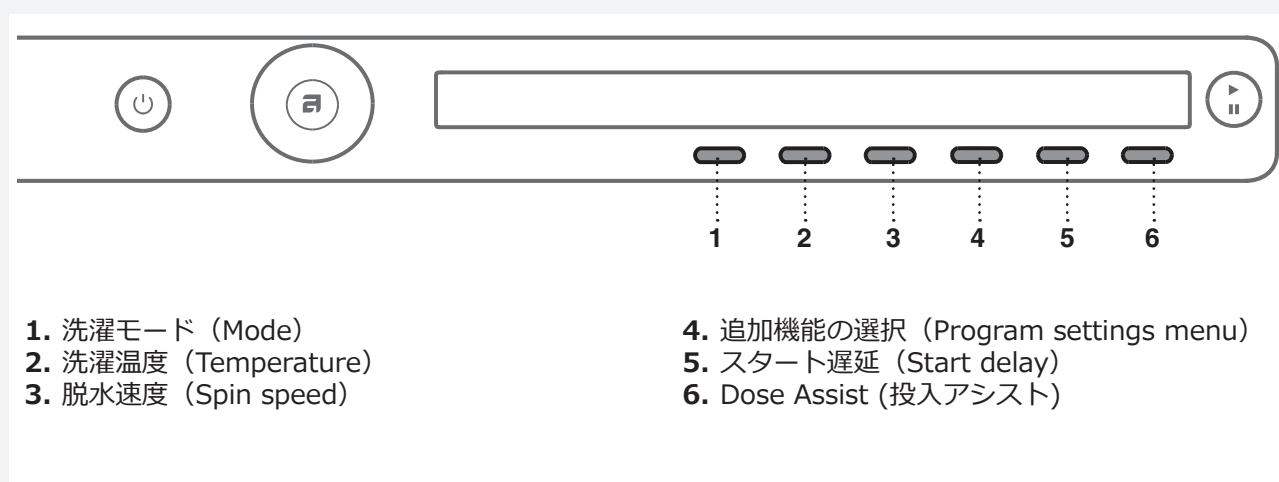 1 2 3 4 5 6
1. 洗濯モード（Mode）
2. 洗濯温度（Temperature）
3. 脱水速度（Spin speed）
4. 追加機能の選択（Program settings menu）
5. スタート遅延（Start delay）
6. Dose Assist (投入アシスト)